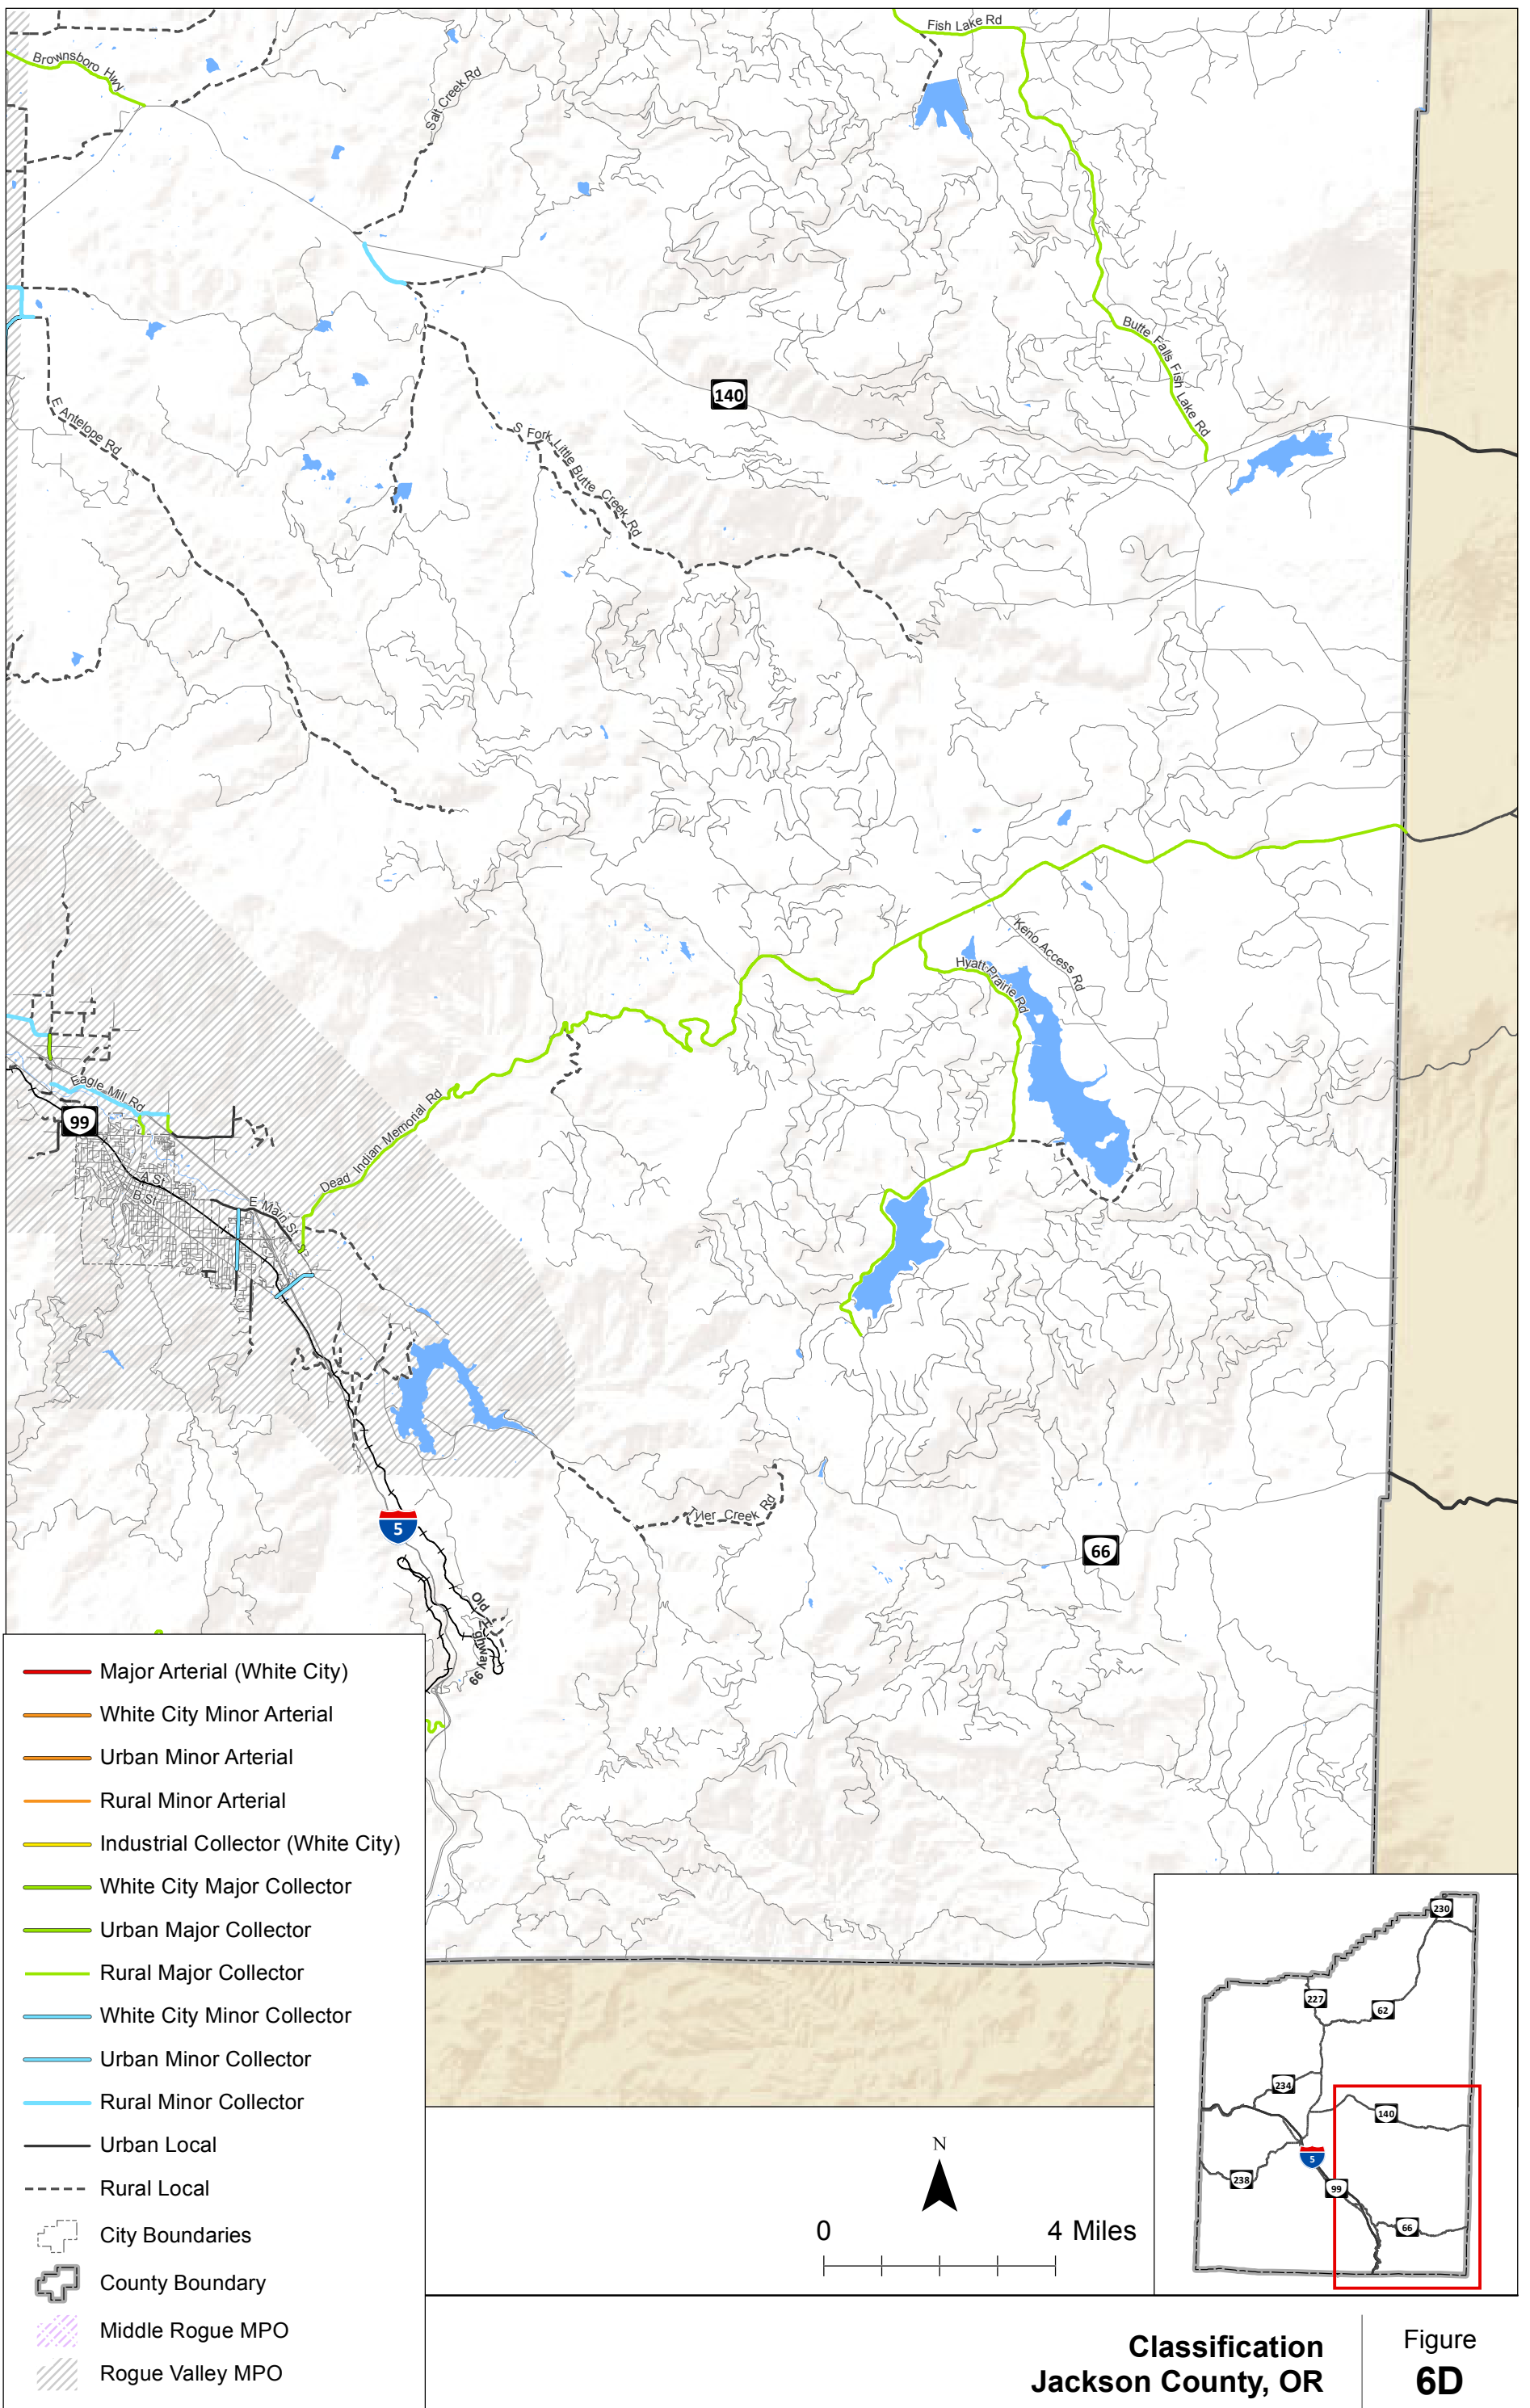 Fish Lake Rd
Brownsboro Hwy
Salt Creek Rd
Butte Falls Fish Lake Rd
140
E Antelope Rd
S Fork Little Butte Creek Rd
Keno Access Rd
Hyatt Prairie Rd
Eagle Mill Rd
99
Dead Indian Memorial Rd
A St
B St
E Main St
Tyler Creek Rd
5
66
Old Highway 99
Major Arterial (White City)
White City Minor Arterial
Urban Minor Arterial
Rural Minor Arterial
Industrial Collector (White City)
White City Major Collector
Urban Major Collector
Rural Major Collector
White City Minor Collector
Urban Minor Collector
Rural Minor Collector
Urban Local
Rural Local
City Boundaries
County Boundary
Middle Rogue MPO
Rogue Valley MPO
N
0 4 Miles
230
227
62
234
140
5
238
99
66
Classification
Jackson County, OR
Figure
6D